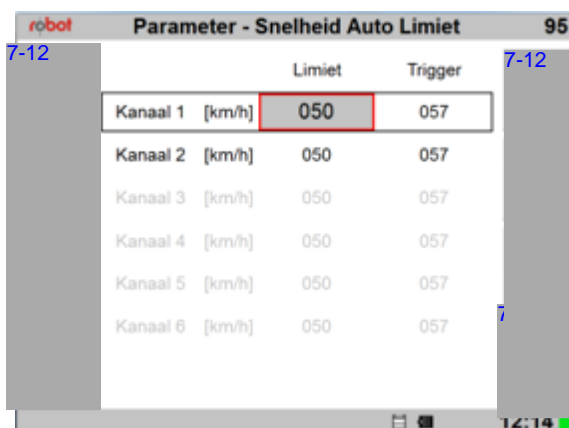 robot Parameter - Snelheid Auto Limiet 95
7-12 7-12
Limiet Trigger
Kanaal 1 [km/h] 050 057
Kanaal 2 [km/h] 050 057
Kanaal 3 [km/h] 050 057
Kanaal 4 [km/h] 050 057
Kanaal 5 [km/h] 050 057
Kanaal 6 [km/h] 050 057
12:14